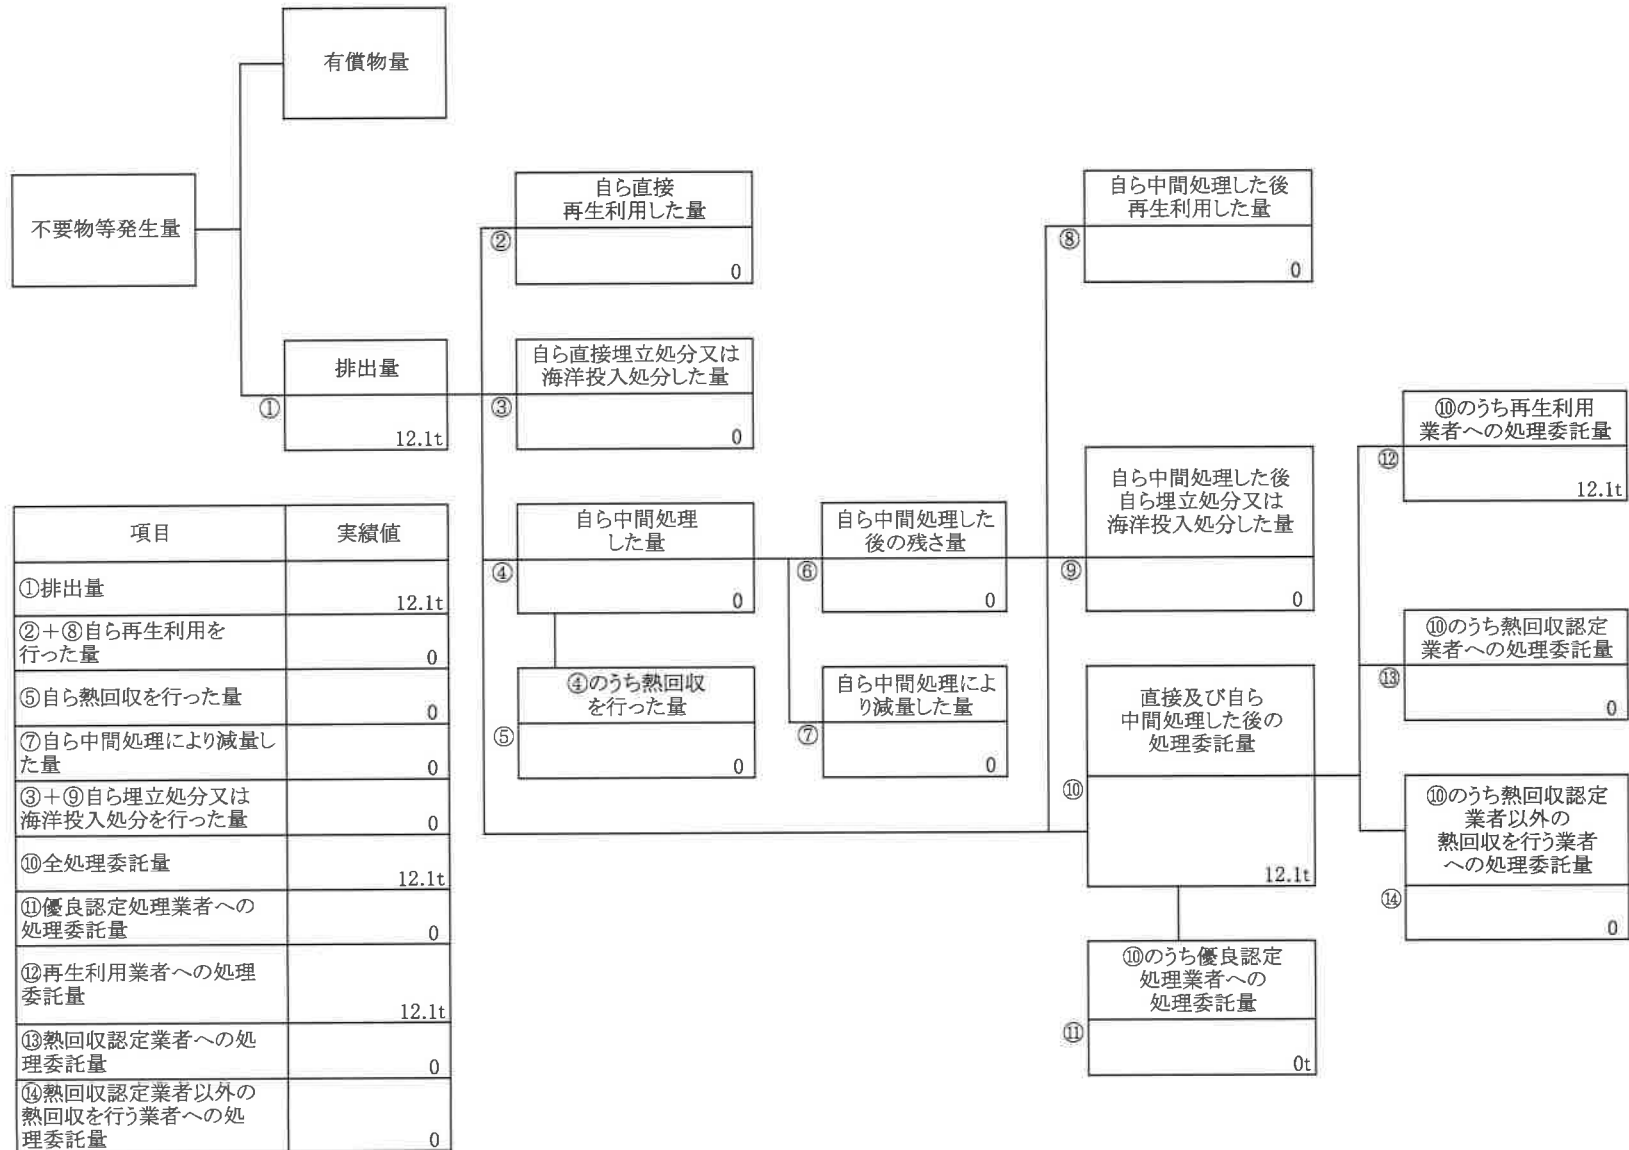 有償物量
不要物等発生量
排出量
①
12.1t
自ら直接
再生利用した量
②
0
自ら直接埋立処分又は
海洋投入処分した量
③
0
自ら中間処理
した量
④
0
④のうち熱回収
を行った量
⑤
0
自ら中間処理した
後の残さ量
⑥
0
自ら中間処理によ
り減量した量
⑦
0
自ら中間処理した後
再生利用した量
⑧
0
自ら中間処理した後
自ら埋立処分又は
海洋投入処分した量
⑨
0
直接及び自ら
中間処理した後の
処理委託量
⑩
12.1t
⑩のうち優良認定
処理業者への
処理委託量
⑪
0t
⑩のうち再生利用
業者への処理委託量
⑫
12.1t
⑩のうち熱回収認定
業者への処理委託量
⑬
0
⑩のうち熱回収認定
業者以外の
熱回収を行う業者
への処理委託量
⑭
0
項目 実績値
①排出量
12.1t
②+⑧自ら再生利用を
行った量 0
⑤自ら熱回収を行った量
0
⑦自ら中間処理により減量し
た量 0
③+⑨自ら埋立処分又は
海洋投入処分を行った量 0
⑩全処理委託量
12.1t
⑪優良認定処理業者への
処理委託量 0
⑫再生利用業者への処理
委託量
12.1t
⑬熱回収認定業者への処
理委託量 0
⑭熱回収認定業者以外の
熱回収を行う業者への処
理委託量 0